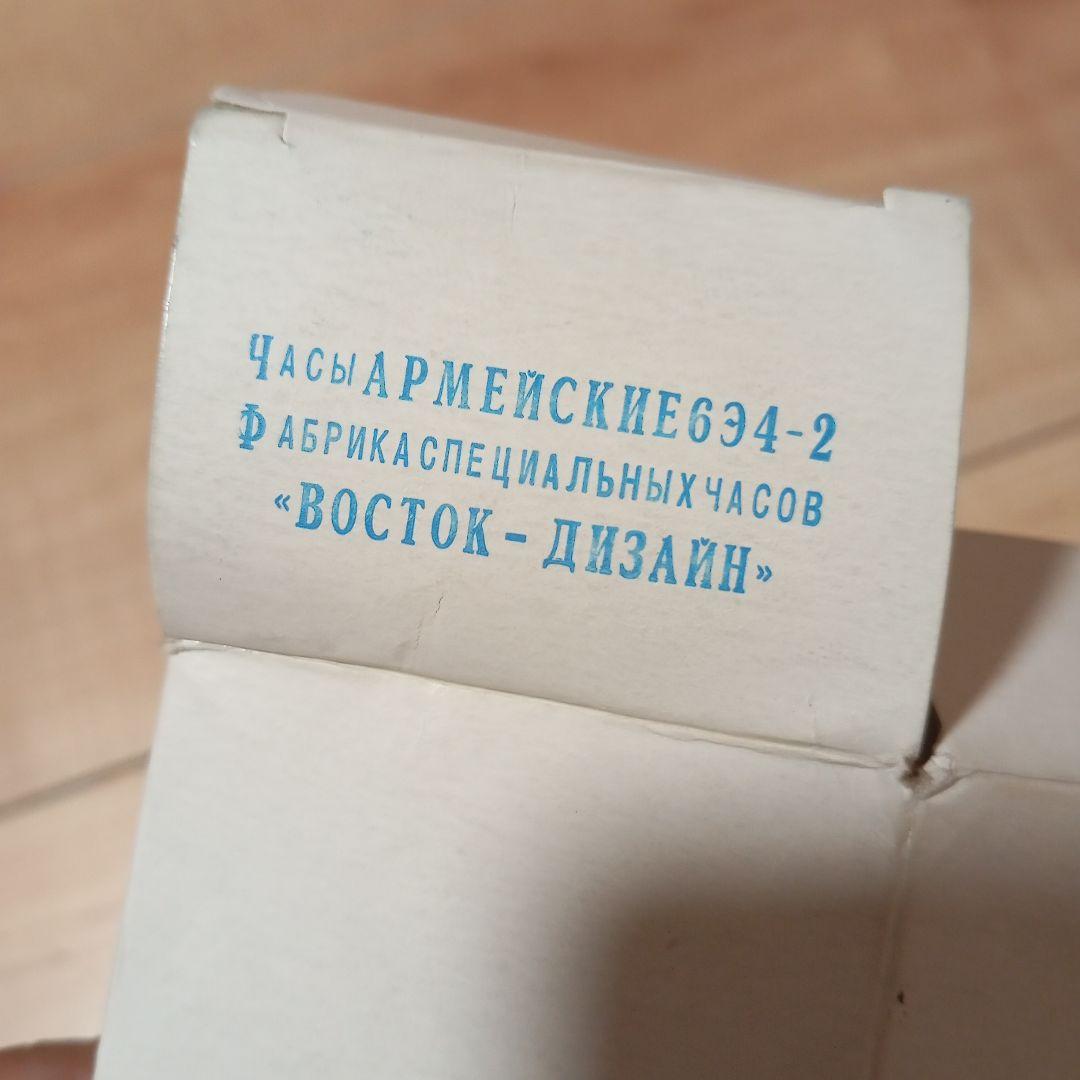 Часы АРМЕЙСКИЕ 6Э4-2
Фабрика специальных часов
«ВОСТОК - ДИЗАЙН»